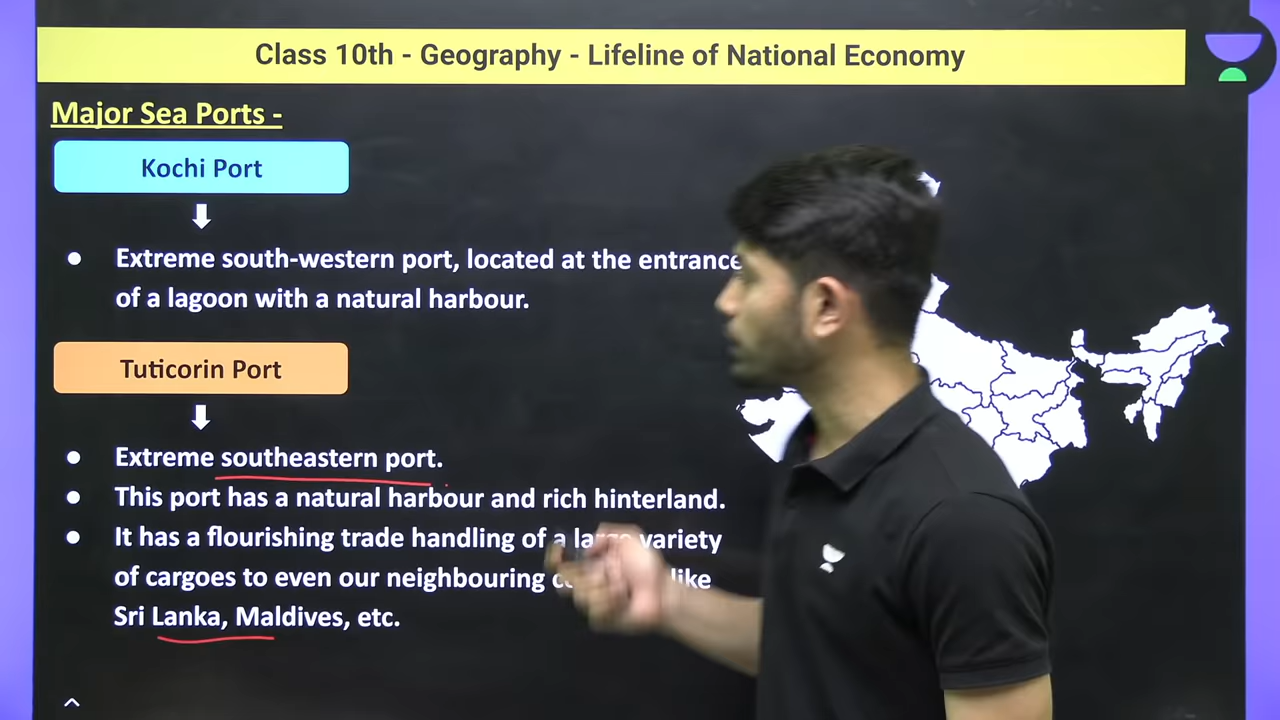 Class 10th - Geography - Lifeline of National Economy
Major Sea Ports -
Kochi Port
Extreme south-western port, located at the entrance
of a lagoon with a natural harbour.
Tuticorin Port
Extreme southeastern port.
This port has a natural harbour and rich hinterland.
It has a flourishing trade handling of a large variety
of cargoes to even our neighbouring like
Sri Lanka, Maldives, etc.